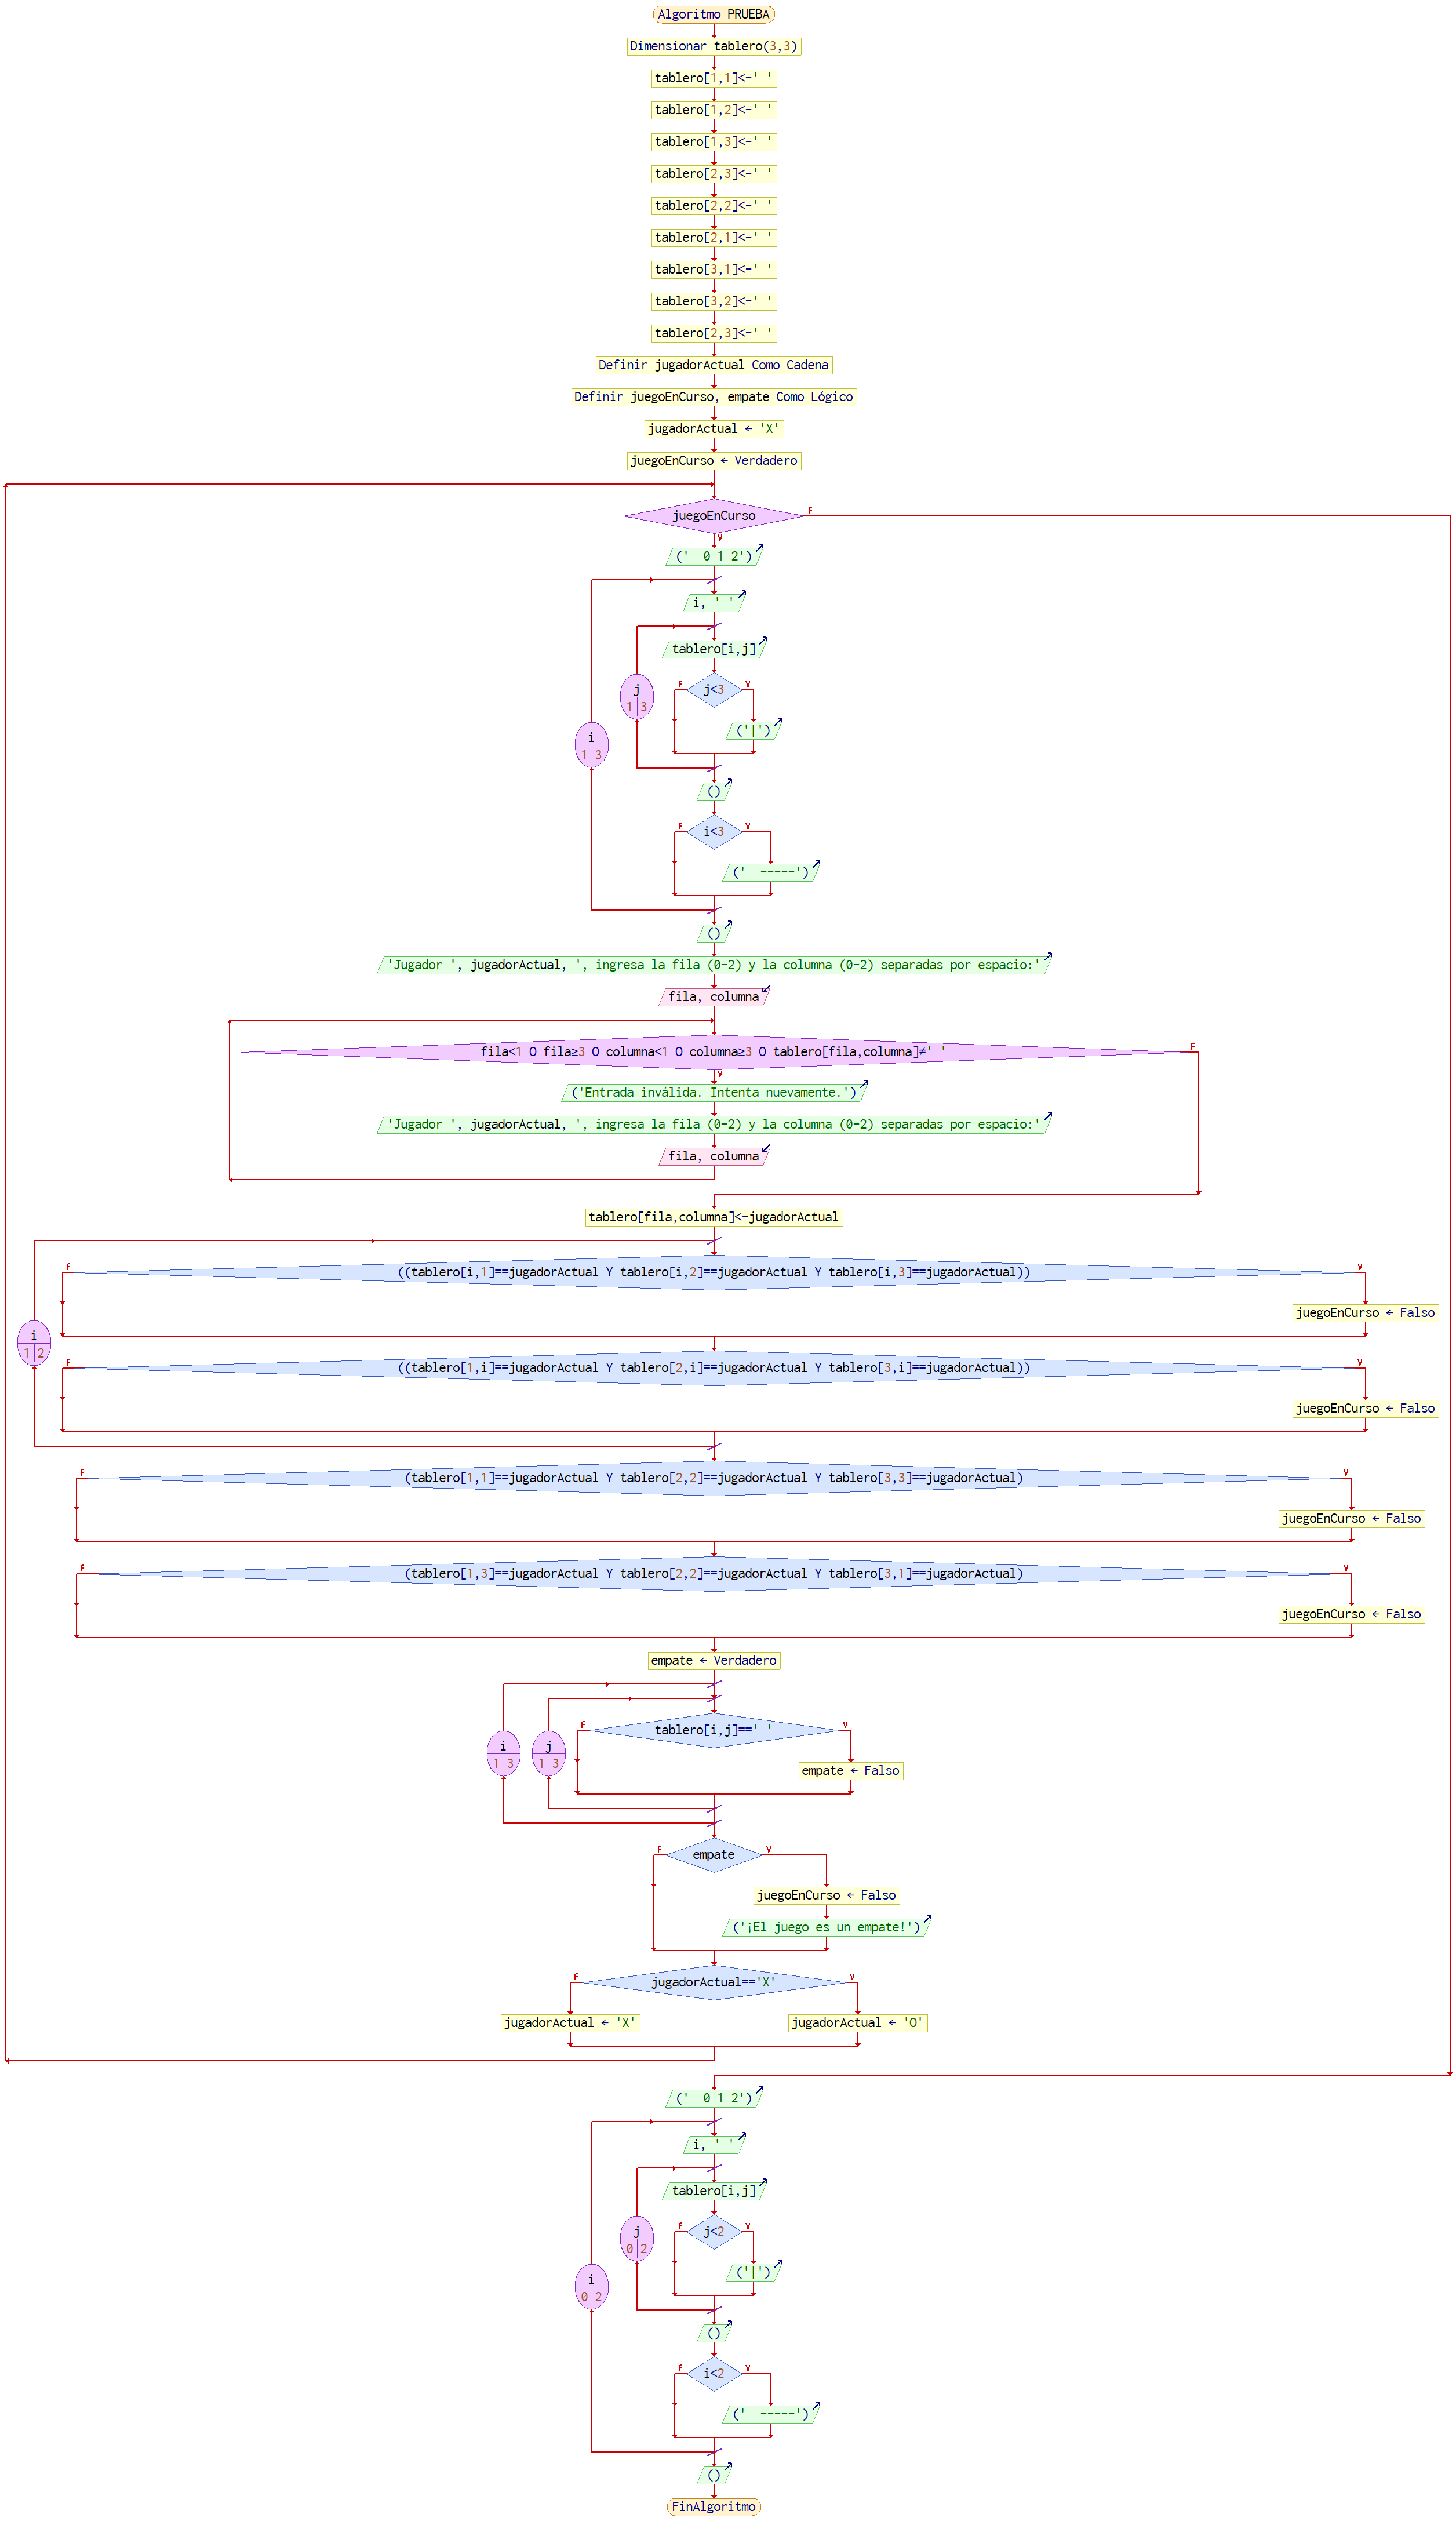 Algoritmo PRUEBA
Dimensionar tablero(3,3)
tablero[1,1]<-' '
tablero[1,2]<-' '
tablero[1,3]<-' '
tablero[2,3]<-' '
tablero[2,2]<-' '
tablero[2,1]<-' '
tablero[3,1]<-' '
tablero[3,2]<-' '
tablero[2,3]<-' '
Definir jugadorActual Como Cadena
Definir juegoEnCurso, empate Como Lógico
jugadorActual ← 'X'
juegoEnCurso ← Verdadero
juegoEnCurso
F
V
('  0 1 2')
i, ' '
tablero[i,j]
j
1 3
j<3
F
V
('|')
i
1 3
()
i<3
F
V
('  -----')
()
'Jugador ', jugadorActual, ', ingresa la fila (0-2) y la columna (0-2) separadas por espacio:'
fila, columna
fila<1 O fila≥3 O columna<1 O columna≥3 O tablero[fila,columna]≠' '
F
V
('Entrada inválida. Intenta nuevamente.')
'Jugador ', jugadorActual, ', ingresa la fila (0-2) y la columna (0-2) separadas por espacio:'
fila, columna
tablero[fila,columna]<-jugadorActual
F
V
((tablero[i,1]==jugadorActual Y tablero[i,2]==jugadorActual Y tablero[i,3]==jugadorActual))
juegoEnCurso ← Falso
i
1 2
F
V
((tablero[1,i]==jugadorActual Y tablero[2,i]==jugadorActual Y tablero[3,i]==jugadorActual))
juegoEnCurso ← Falso
F
V
(tablero[1,1]==jugadorActual Y tablero[2,2]==jugadorActual Y tablero[3,3]==jugadorActual)
juegoEnCurso ← Falso
F
V
(tablero[1,3]==jugadorActual Y tablero[2,2]==jugadorActual Y tablero[3,1]==jugadorActual)
juegoEnCurso ← Falso
empate ← Verdadero
F
V
tablero[i,j]==' '
i
1 3
j
1 3
empate ← Falso
F
V
empate
juegoEnCurso ← Falso
('¡El juego es un empate!')
F
V
jugadorActual=='X'
jugadorActual ← 'X'
jugadorActual ← 'O'
('  0 1 2')
i, ' '
tablero[i,j]
j
0 2
j<2
F
V
('|')
i
0 2
()
i<2
F
V
('  -----')
()
FinAlgoritmo